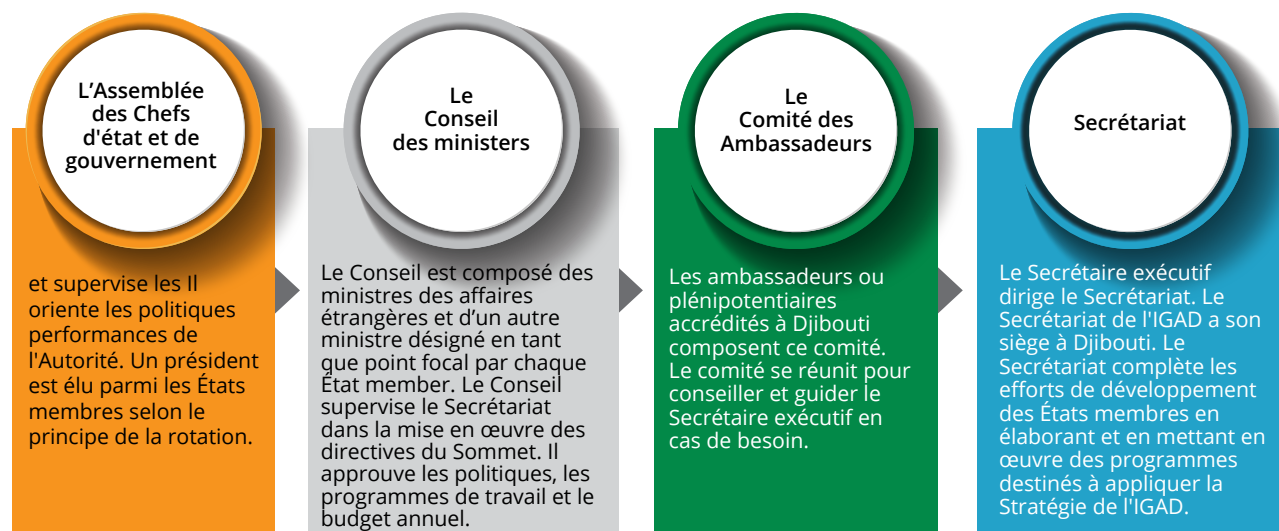 L'Assemblée
des Chefs
d'état et de
gouvernement
et supervise les Il
oriente les politiques
performances de
l'Autorité. Un président
est élu parmi les États
membres selon le
principe de la rotation.
Le
Conseil
des ministers
Le Conseil est composé des
ministres des affaires
étrangères et d'un autre
ministre désigné en tant
que point focal par chaque
État member. Le Conseil
supervise le Secrétariat
dans la mise en œuvre des
directives du Sommet. Il
approuve les politiques, les
programmes de travail et le
budget annuel.
Le
Comité des
Ambassadeurs
Les ambassadeurs ou
plénipotentiaires
accrédités à Djibouti
composent ce comité.
Le comité se réunit pour
conseiller et guider le
Secrétaire exécutif en
cas de besoin.
Secrétariat
Le Secrétaire exécutif
dirige le Secrétariat. Le
Secrétariat de l'IGAD a son
siège à Djibouti. Le
Secrétariat complète les
efforts de développement
des États membres en
élaborant et en mettant en
œuvre des programmes
destinés à appliquer la
Stratégie de l'IGAD.